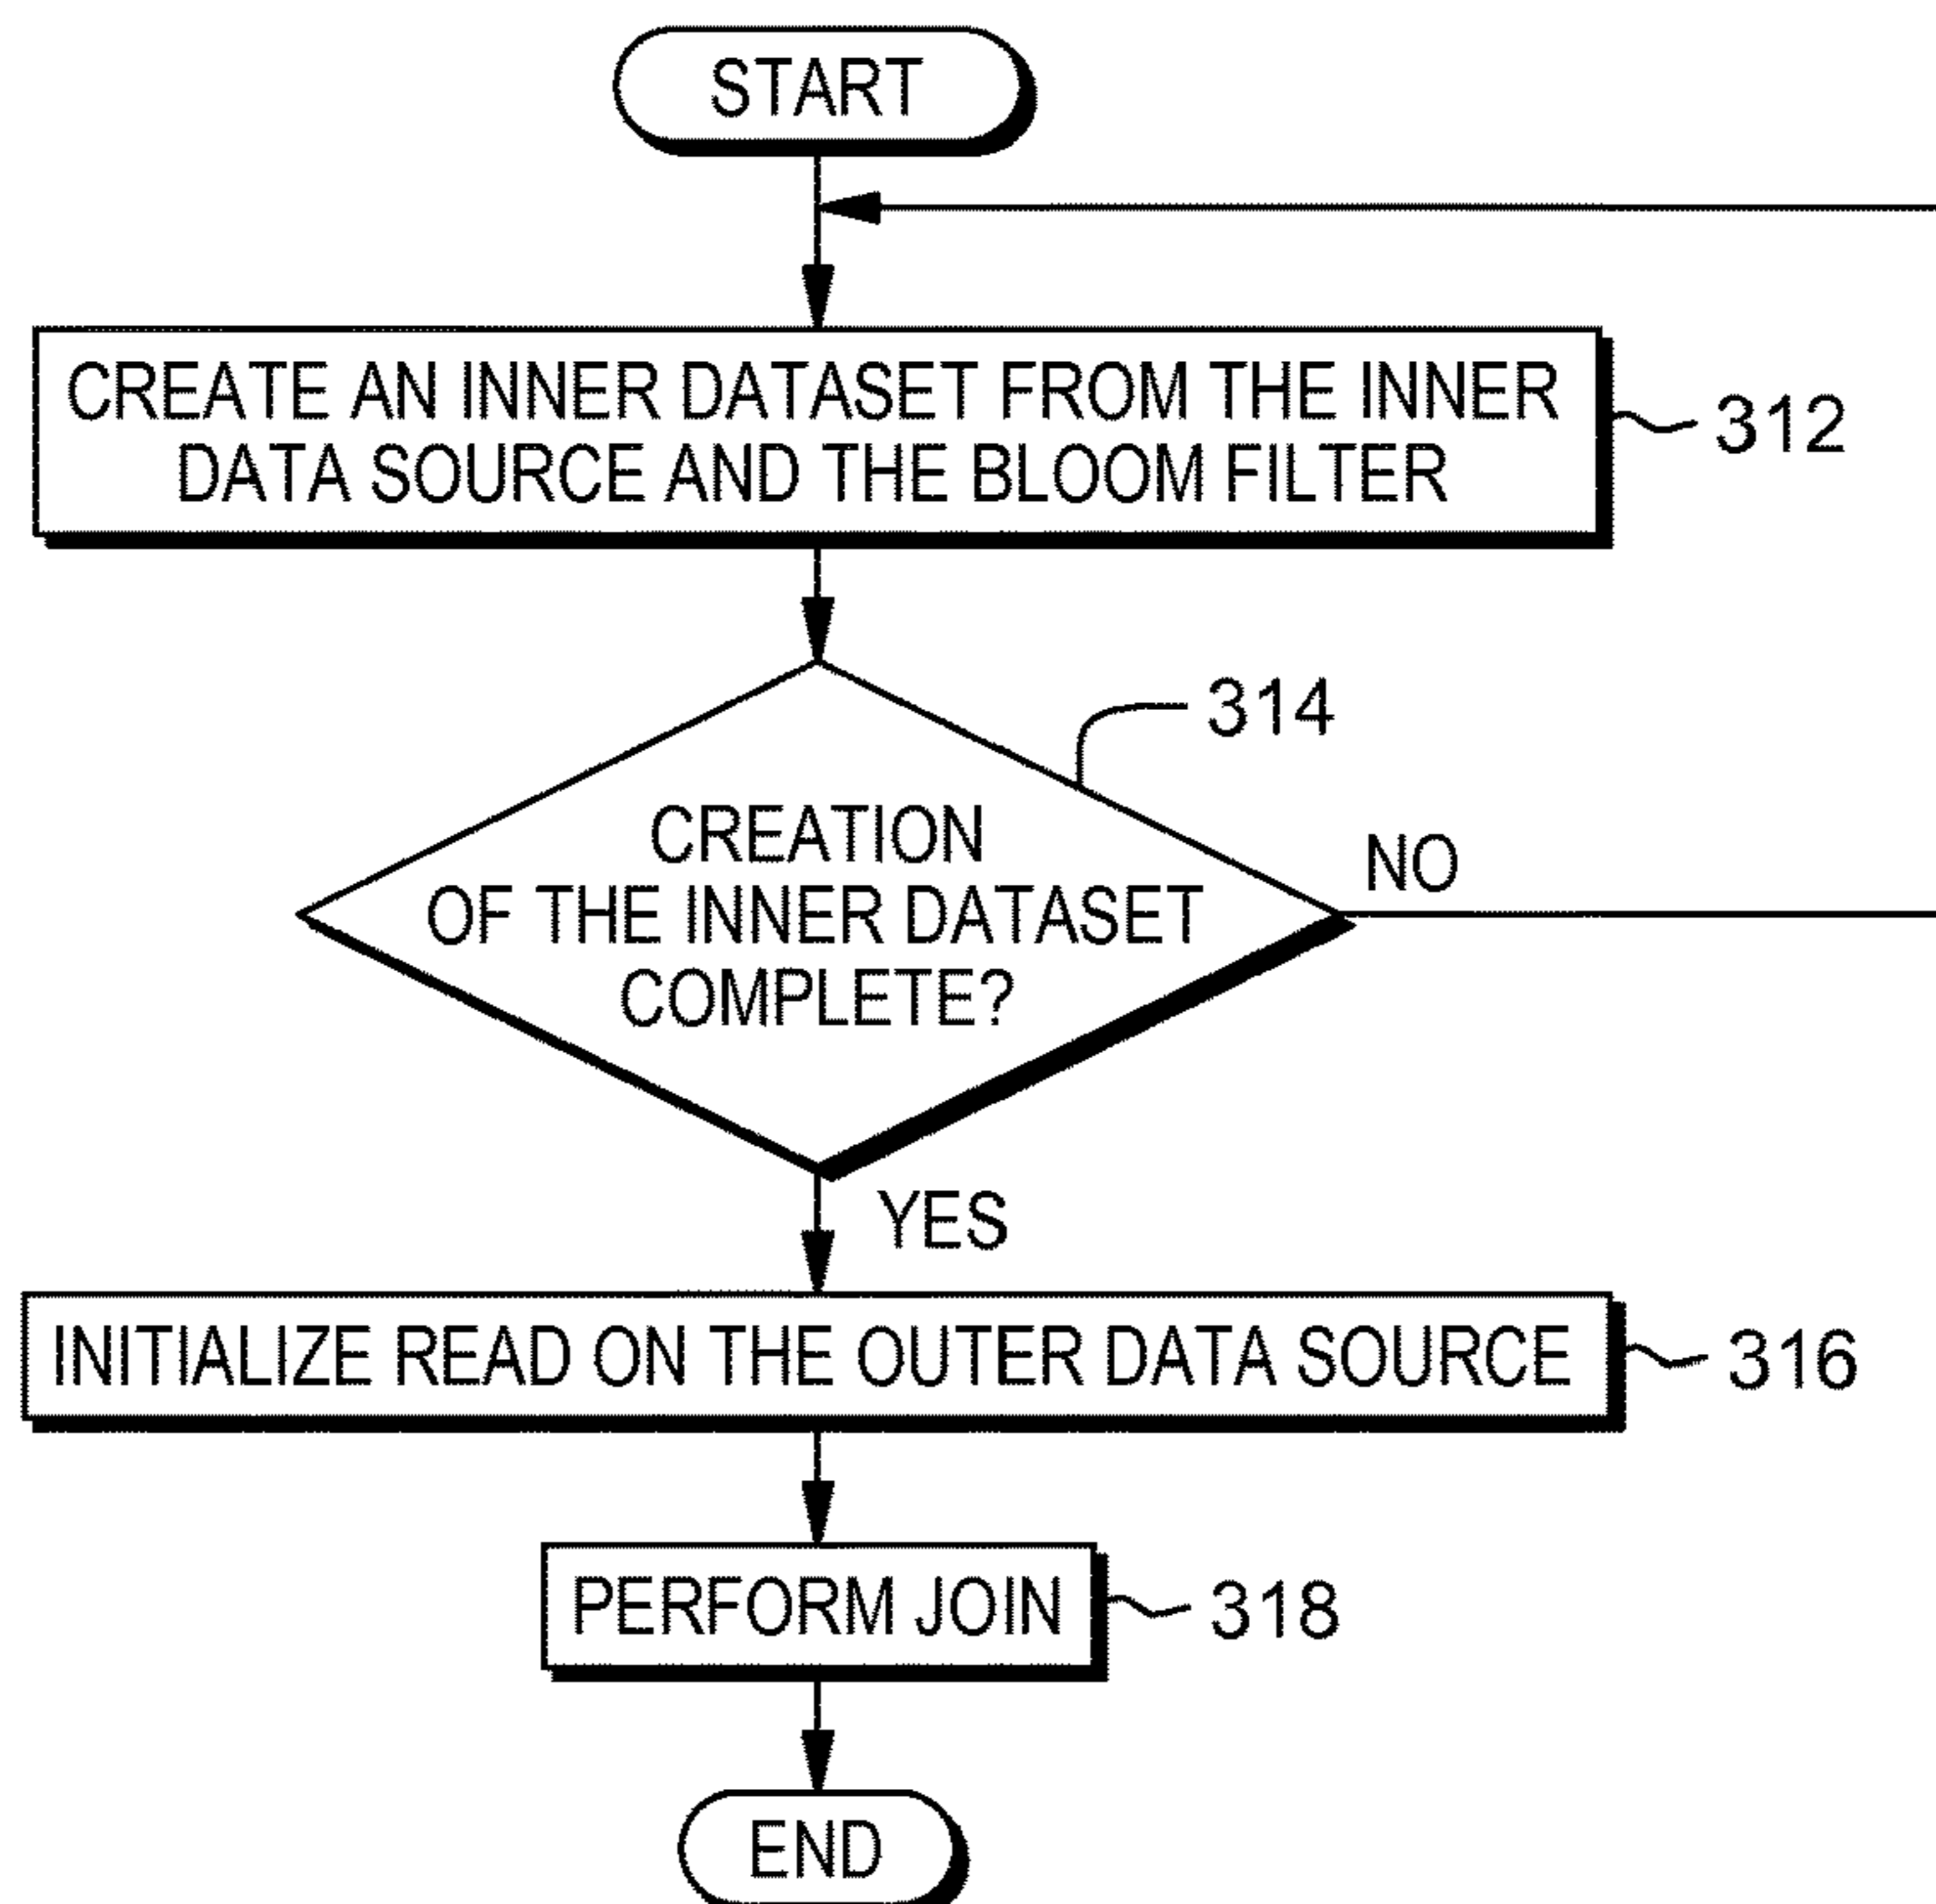 START
CREATE AN INNER DATASET FROM THE INNER
DATA SOURCE AND THE BLOOM FILTER
312
314
CREATION
OF THE INNER DATASET
COMPLETE?
NO
YES
INITIALIZE READ ON THE OUTER DATA SOURCE
316
PERFORM JOIN
318
END